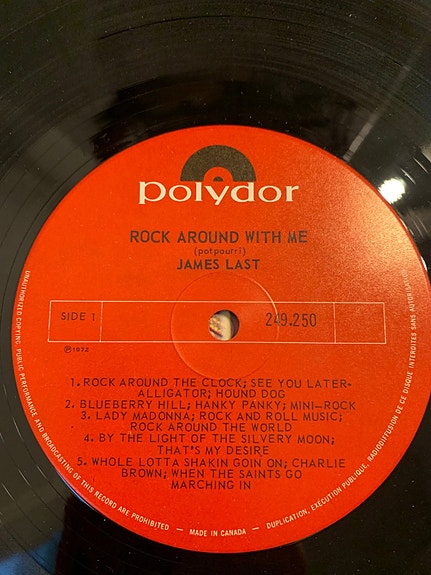 polydor
ROCK AROUND WITH ME
(potpourri)
JAMES LAST
SIDE 1
249.250
℗1972
1. ROCK AROUND THE CLOCK; SEE YOU LATER-
ALLIGATOR; HOUND DOG
2. BLUEBERRY HILL; HANKY PANKY; MINI-ROCK
3. LADY MADONNA; ROCK AND ROLL MUSIC;
ROCK AROUND THE WORLD
4. BY THE LIGHT OF THE SILVERY MOON;
THAT'S MY DESIRE
5. WHOLE LOTTA SHAKIN GOIN ON; CHARLIE
BROWN; WHEN THE SAINTS GO
MARCHING IN
UNAUTHORIZED COPYING, PUBLIC PERFORMANCE AND BROADCASTING OF THIS RECORD ARE PROHIBITED — MADE IN CANADA — DUPLICATION, EXÉCUTION PUBLIQUE, RADIODIFFUSION DE CE DISQUE INTERDITES SANS